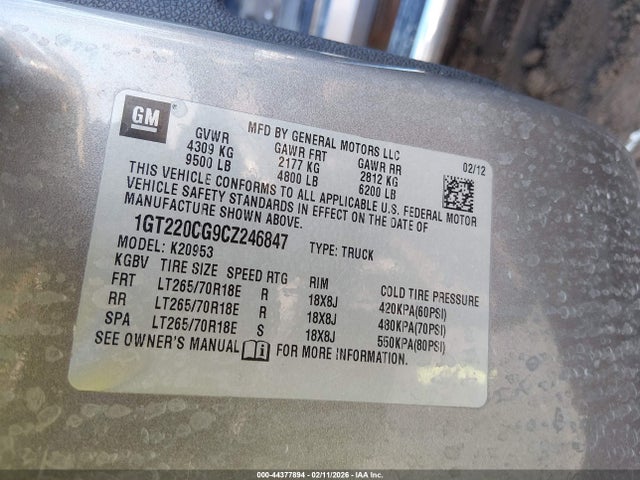 GM
MFD BY GENERAL MOTORS LLC
02/12
GVWR GAWR FRT GAWR RR
4309 KG 2177 KG 2812 KG
9500 LB 4800 LB 6200 LB
THIS VEHICLE CONFORMS TO ALL APPLICABLE U.S. FEDERAL MOTOR
VEHICLE SAFETY STANDARDS IN EFFECT ON THE DATE OF
MANUFACTURE SHOWN ABOVE.
1GT220CG9CZ246847 TYPE: TRUCK
MODEL: K20953
KGBV TIRE SIZE SPEED RTG RIM COLD TIRE PRESSURE
FRT LT265/70R18E R 18X8J 420KPA(60PSI)
RR LT265/70R18E R 18X8J 480KPA(70PSI)
SPA LT265/70R18E S 18X8J 550KPA(80PSI)
SEE OWNER'S MANUAL FOR MORE INFORMATION.
000-44377894 - 02/11/2026 - IAA Inc.